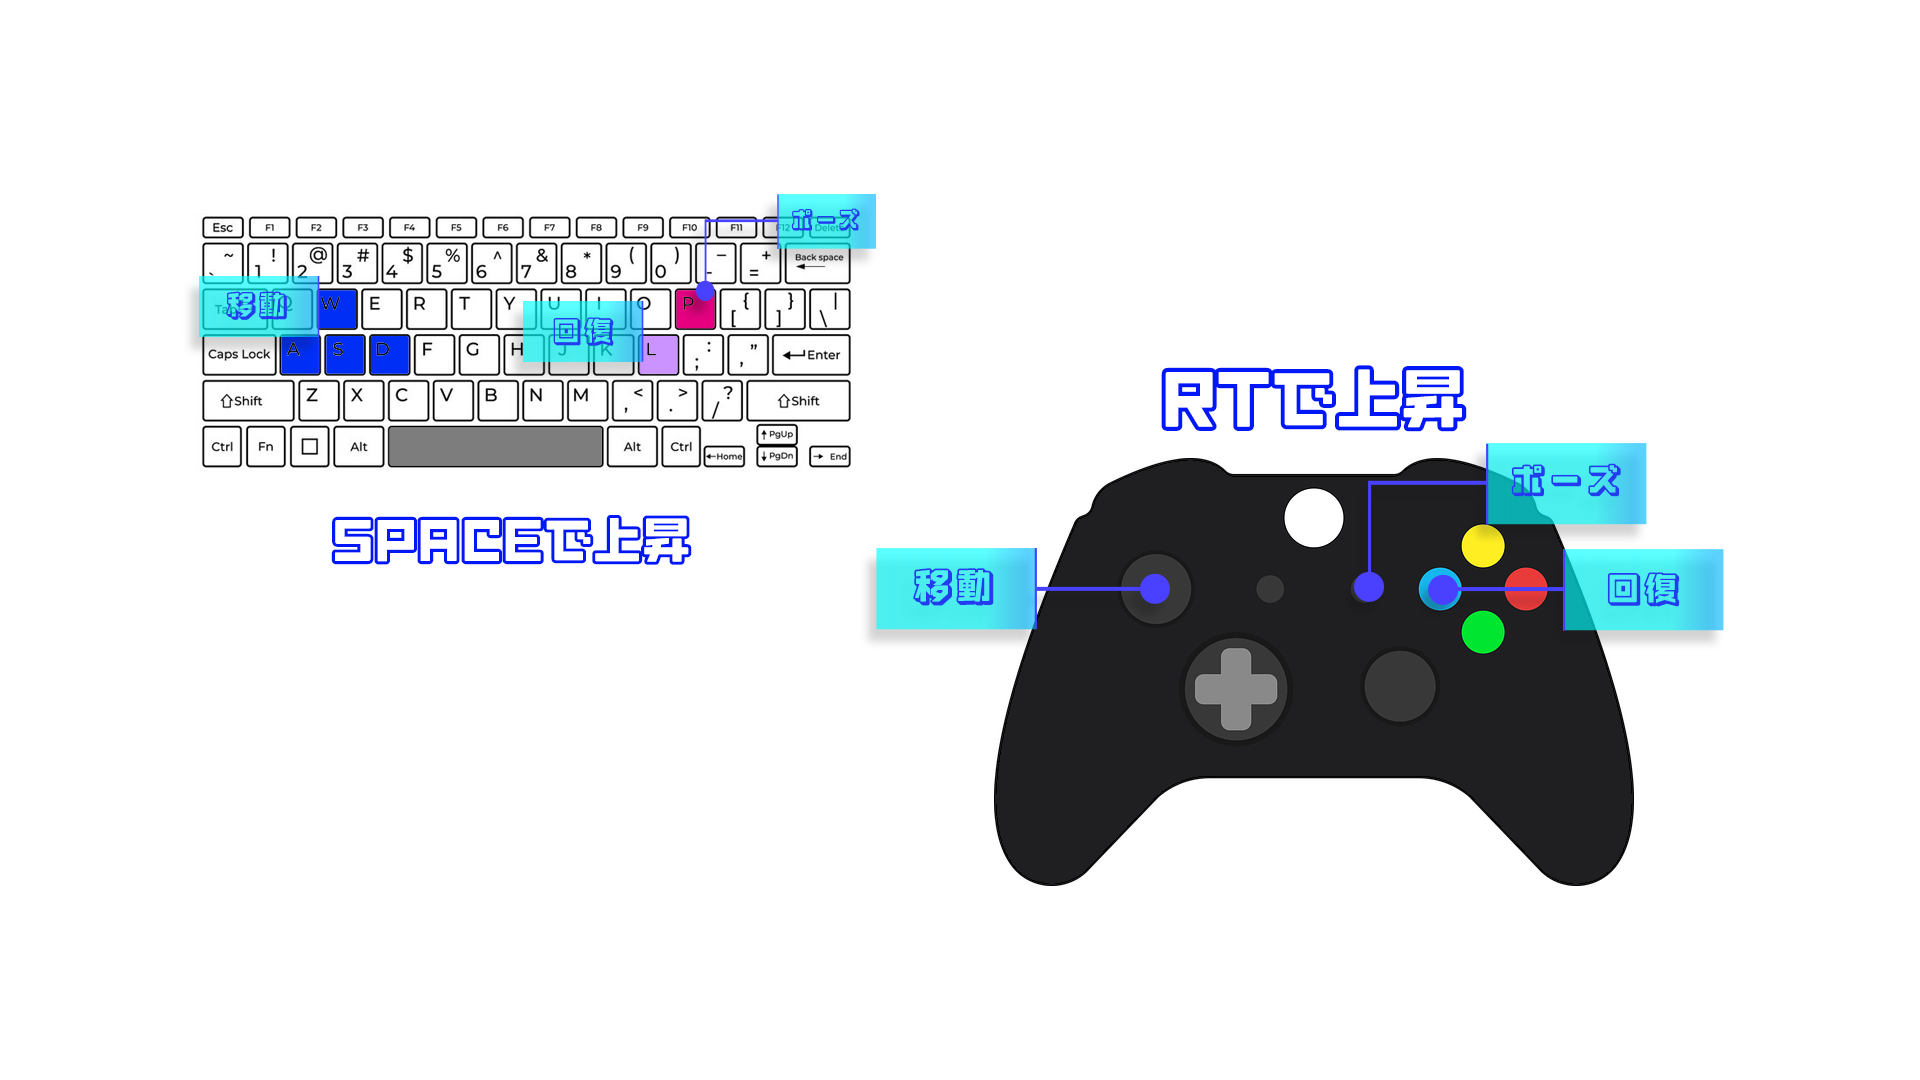 ポーズ
Esc F1 F2 F3 F4 F5 F6 F7 F8 F9 F10 F11 F12 Delete
~ ! @ # $ % ^ & * ( ) – +
` 1 2 3 4 5 6 7 8 9 0 - = Back space
移動
Tab Q W E R T Y U I O P { } |
[ ] \
回復
Caps Lock A S D F G H J K L : ; " , Enter
Shift Z X C V B N M < , > . ? / Shift
Ctrl Fn Alt Alt Ctrl Home PgUp PgDn End
SPACEで上昇
RTで上昇
ポーズ
移動
回復